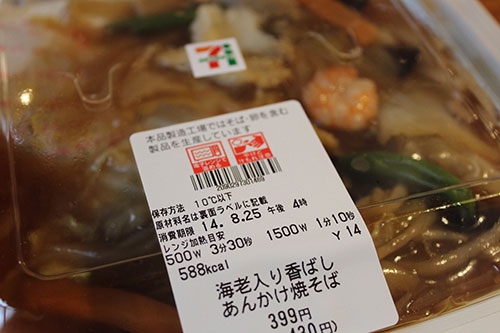 本品製造工場ではそば・卵を含む
製品を生産しています
保存方法 10℃以下
原材料名は裏面ラベルに記載
消費期限 14. 8.25 午後 4時
レンジ加熱目安
500W 3分30秒 1500W 1分10秒
Y 14
588kcal
海老入り香ばし
あんかけ焼そば
399円